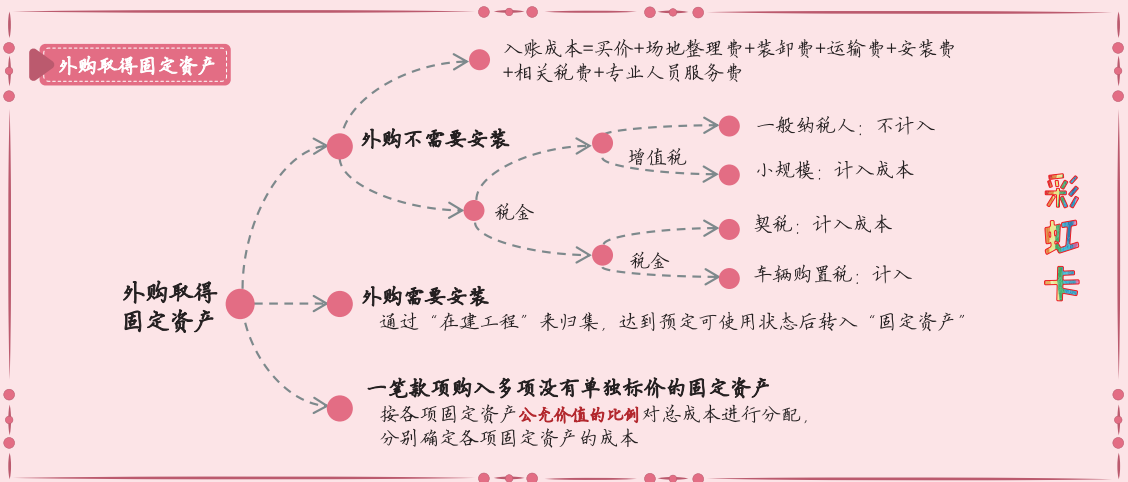 外购取得固定资产
入账成本=买价+场地整理费+装卸费+运输费+安装费
+相关税费+专业人员服务费
外购不需要安装
一般纳税人：不计入
增值税
小规模：计入成本
税金
契税：计入成本
税金
车辆购置税：计入
外购取得
固定资产
外购需要安装
通过“在建工程”来归集，达到预定可使用状态后转入“固定资产”
一笔款项购入多项没有单独标价的固定资产
按各项固定资产公允价值的比例对总成本进行分配，
分别确定各项固定资产的成本
彩
虹
卡